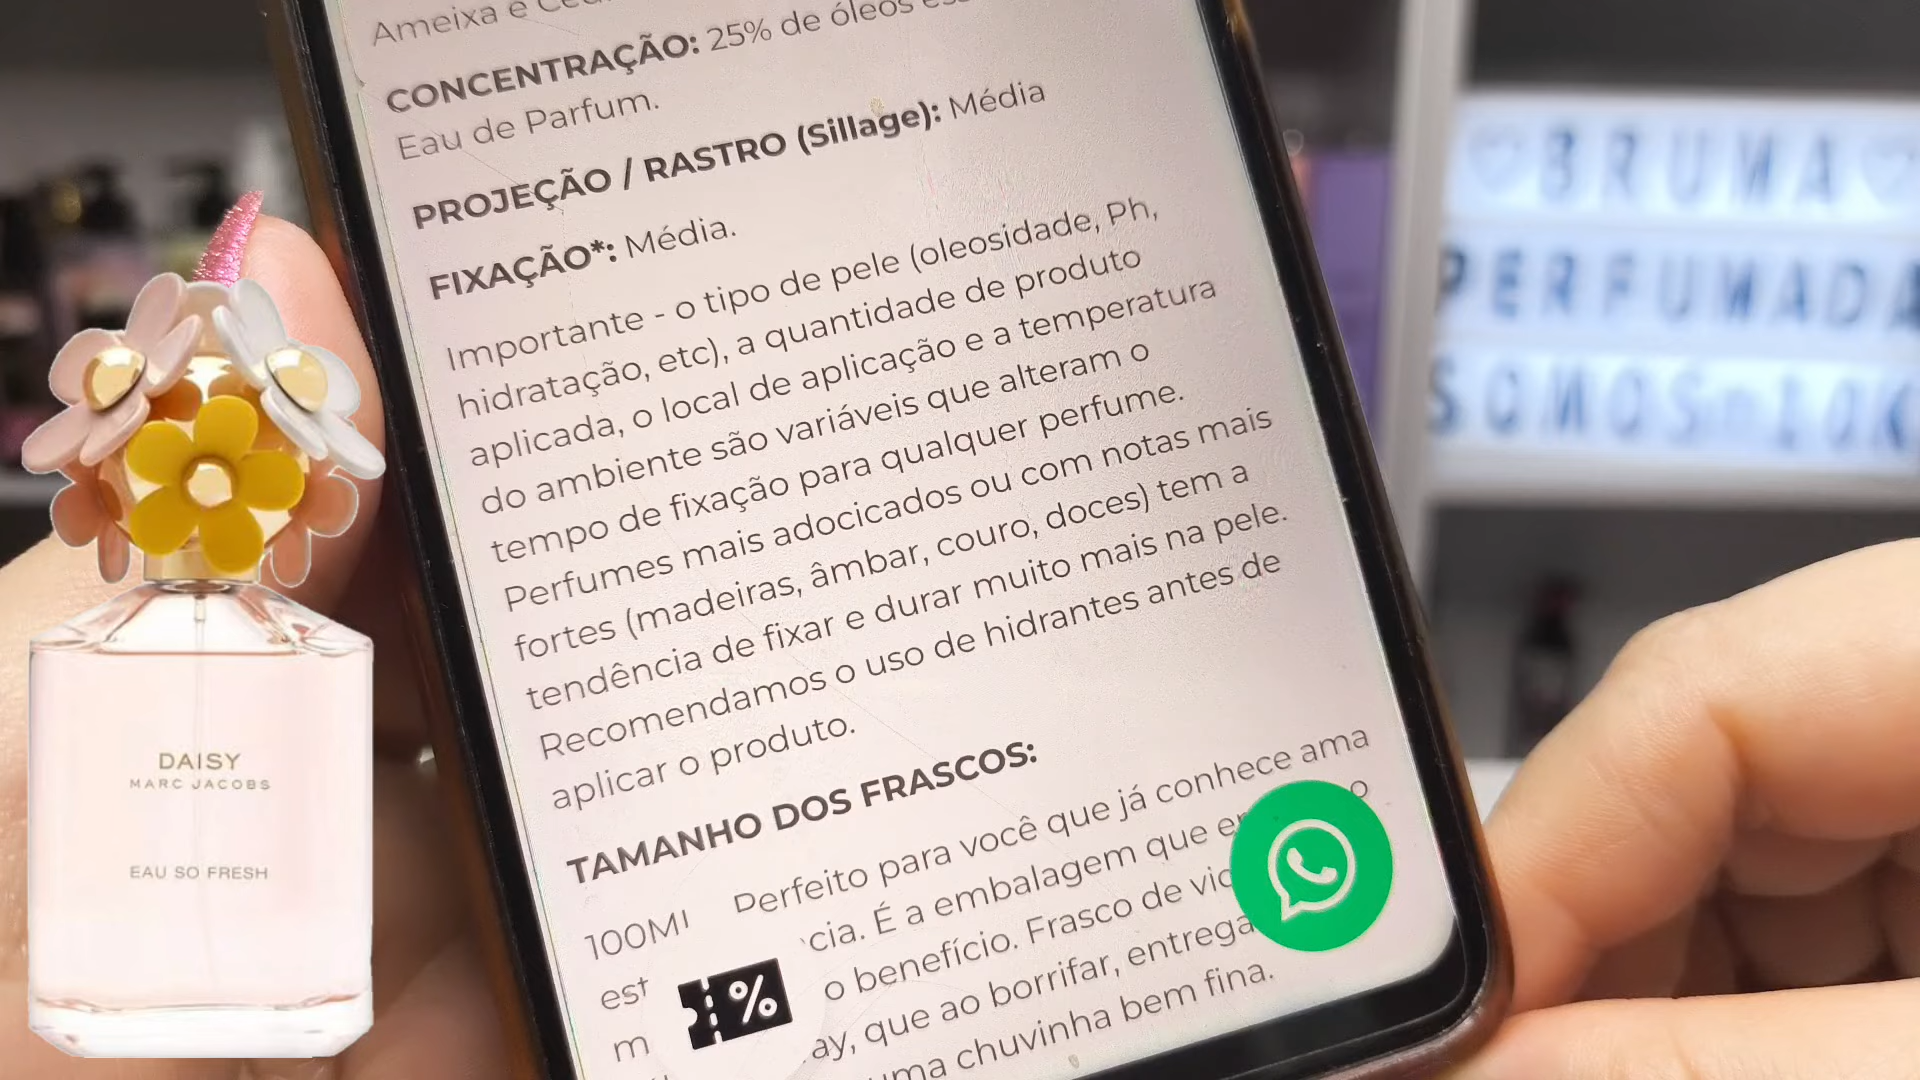 Ameixa e
CONCENTRAÇÃO: 25% de óleos
Eau de Parfum.
PROJEÇÃO / RASTRO (Sillage): Média
FIXAÇÃO*: Média.
Importante - o tipo de pele (oleosidade, Ph,
hidratação, etc), a quantidade de produto
aplicada, o local de aplicação e a temperatura
do ambiente são variáveis que alteram o
tempo de fixação para qualquer perfume.
Perfumes mais adocicados ou com notas mais
fortes (madeiras, âmbar, couro, doces) tem a
tendência de fixar e durar muito mais na pele.
Recomendamos o uso de hidrantes antes de
aplicar o produto.
TAMANHO DOS FRASCOS:
100Ml Perfeito para você que já conhece ama
cia. É a embalagem que
o benefício. Frasco de
ay, que ao borrifar, entrega
uma chuvinha bem fina.
%
DAISY
MARC JACOBS
EAU SO FRESH
BRUMA
PERFUMADA
SOMOS